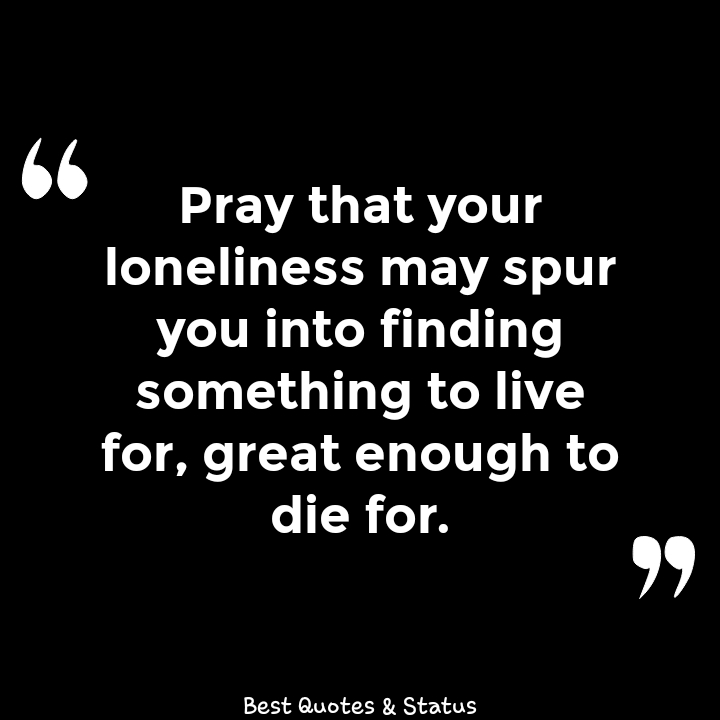 “
Pray that your
loneliness may spur
you into finding
something to live
for, great enough to
die for.
”
Best Quotes & Status